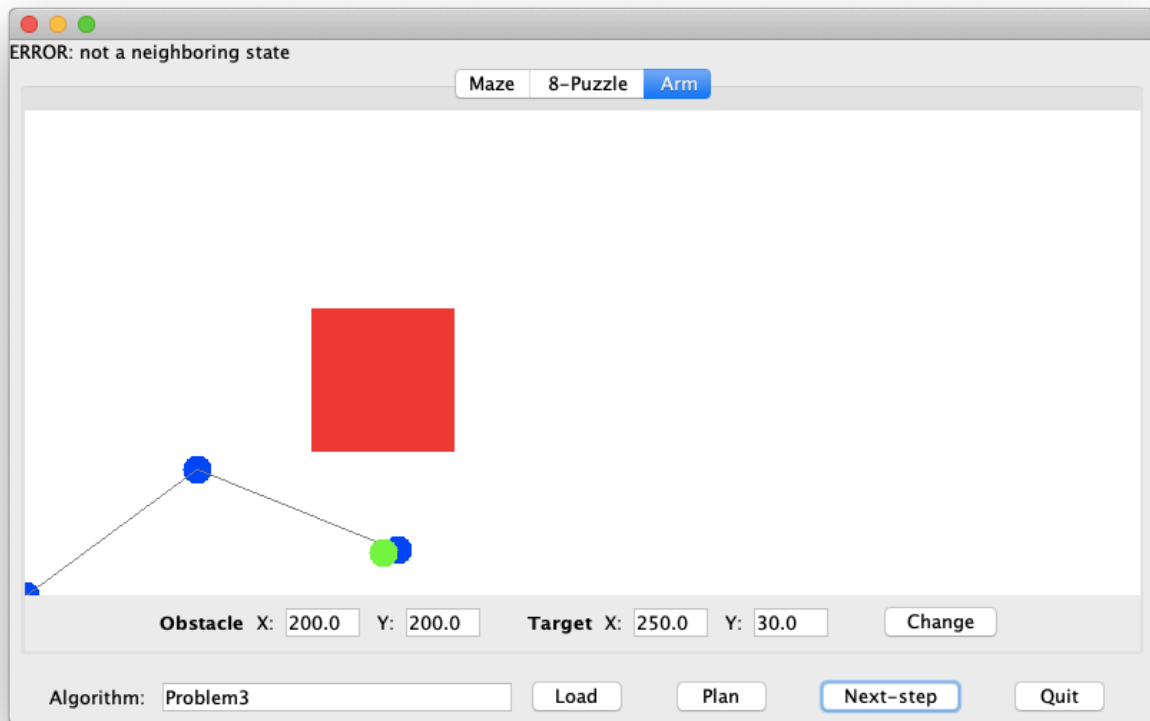 ERROR: not a neighboring state
Maze 8-Puzzle Arm
Obstacle X: 200.0 Y: 200.0 Target X: 250.0 Y: 30.0 Change
Algorithm: Problem3 Load Plan Next-step Quit